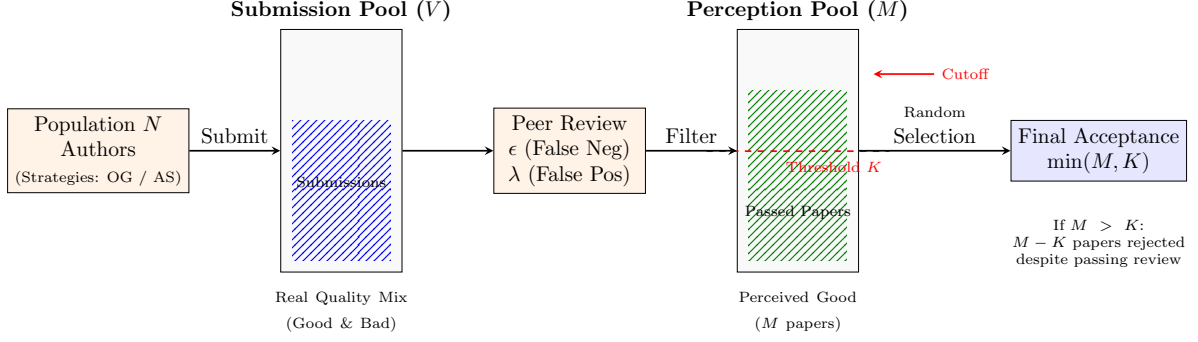 Submission Pool (V)
Perception Pool (M)
Population N
Authors
(Strategies: OG / AS)
Submit
Submissions
Real Quality Mix
(Good & Bad)
Peer Review
ϵ (False Neg)
λ (False Pos)
Filter
Threshold K
Passed Papers
Perceived Good
(M papers)
Cutoff
Random
Selection
Final Acceptance
min(M, K)
If M > K:
M − K papers rejected
despite passing review